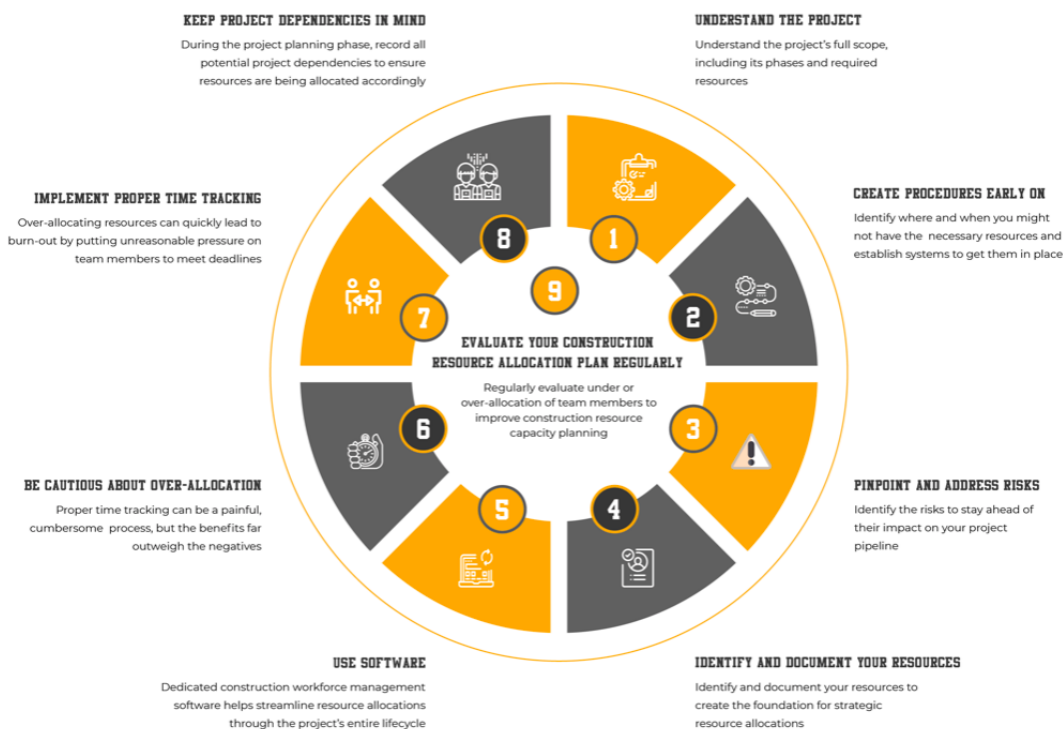 UNDERSTAND THE PROJECT
Understand the project's full scope,
including its phases and required
resources
1
CREATE PROCEDURES EARLY ON
Identify where and when you might
not have the necessary resources and
establish systems to get them in place
2
PINPOINT AND ADDRESS RISKS
Identify the risks to stay ahead of
their impact on your project
pipeline
3
IDENTIFY AND DOCUMENT YOUR RESOURCES
Identify and document your resources to
create the foundation for strategic
resource allocations
4
USE SOFTWARE
Dedicated construction workforce management
software helps streamline resource allocations
through the project's entire lifecycle
5
BE CAUTIOUS ABOUT OVER-ALLOCATION
Proper time tracking can be a painful,
cumbersome process, but the benefits far
outweigh the negatives
6
IMPLEMENT PROPER TIME TRACKING
Over-allocating resources can quickly lead to
burn-out by putting unreasonable pressure on
team members to meet deadlines
7
KEEP PROJECT DEPENDENCIES IN MIND
During the project planning phase, record all
potential project dependencies to ensure
resources are being allocated accordingly
8
9
EVALUATE YOUR CONSTRUCTION
RESOURCE ALLOCATION PLAN REGULARLY
Regularly evaluate under or
over-allocation of team members to
improve construction resource
capacity planning